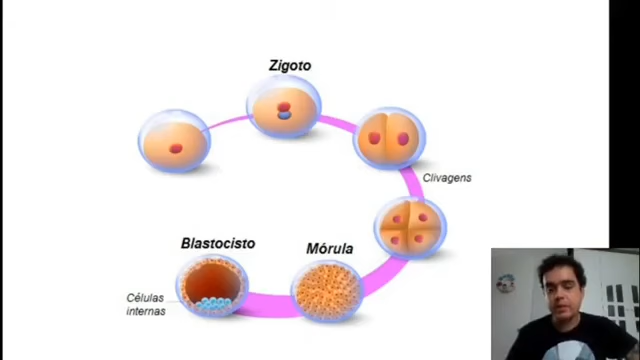 Zigoto
Clivagens
Blastocisto
Mórula
Células
internas